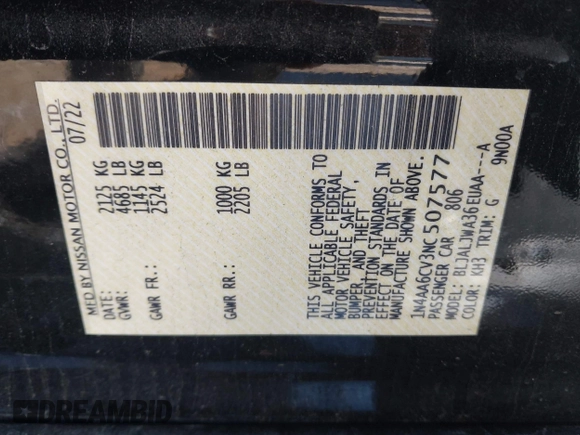 MFD BY NISSAN MOTOR CO., LTD.
DATE: 07/22
GVWR: 2125 KG
4685 LB
GAWR FR: 1145 KG
2524 LB
GAWR RR: 1000 KG
2205 LB
THIS VEHICLE CONFORMS TO
ALL APPLICABLE FEDERAL
MOTOR VEHICLE SAFETY,
BUMPER, AND THEFT
PREVENTION STANDARDS IN
EFFECT ON THE DATE OF
MANUFACTURE SHOWN ABOVE.
1N4AA6CV3NC507577
PASSENGER CAR 806
MODEL: BLJALJWA36EUAA---A
COLOR: KH3 TRIM: G 9N00A
DREAMBID